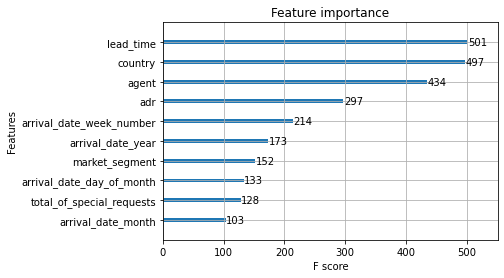 Feature importance
Features
lead_time 501
country 497
agent 434
adr 297
arrival_date_week_number 214
arrival_date_year 173
market_segment 152
arrival_date_day_of_month 133
total_of_special_requests 128
arrival_date_month 103
0 100 200 300 400 500
F score